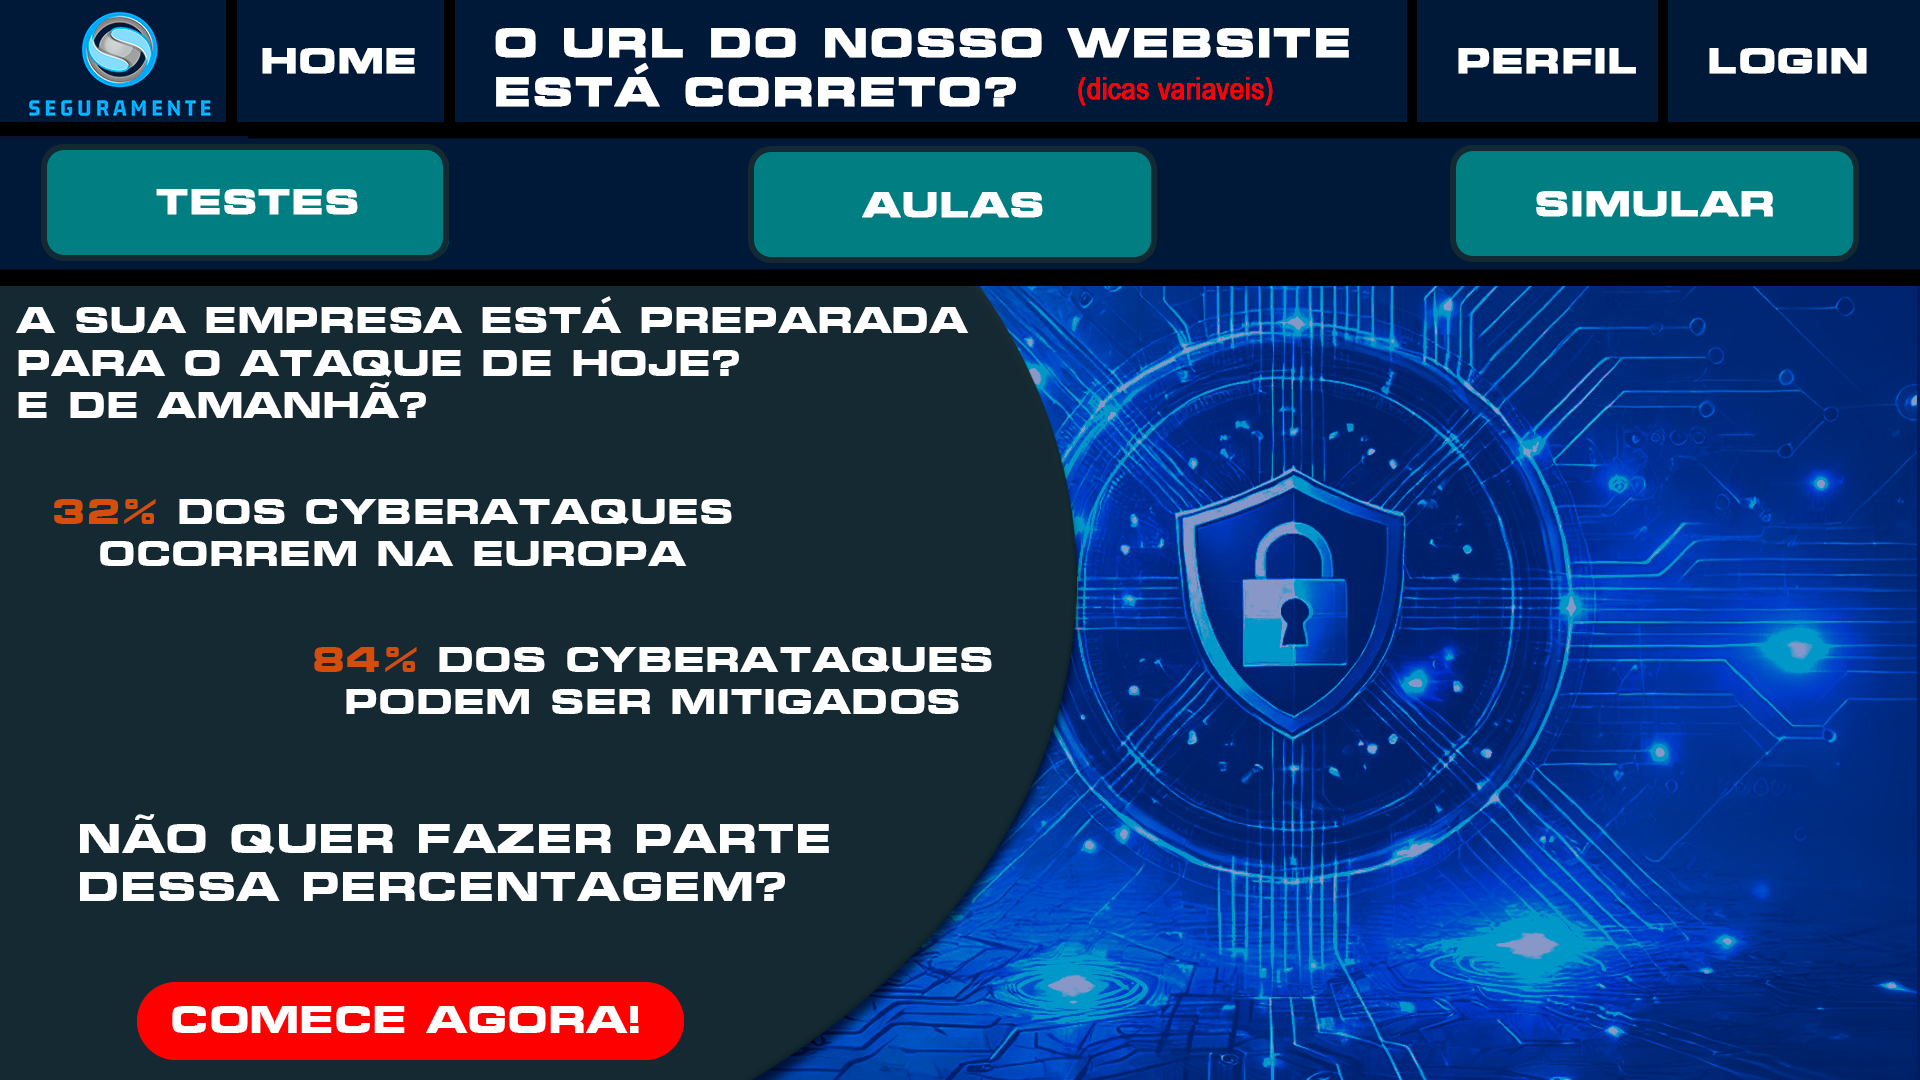 SEGURAMENTE
HOME
O URL DO NOSSO WEBSITE
ESTÁ CORRETO? (dicas variaveis)
PERFIL
LOGIN
TESTES
AULAS
SIMULAR
A SUA EMPRESA ESTÁ PREPARADA
PARA O ATAQUE DE HOJE?
E DE AMANHÃ?
32% DOS CYBERATAQUES
OCORREM NA EUROPA
84% DOS CYBERATAQUES
PODEM SER MITIGADOS
NÃO QUER FAZER PARTE
DESSA PERCENTAGEM?
COMECE AGORA!